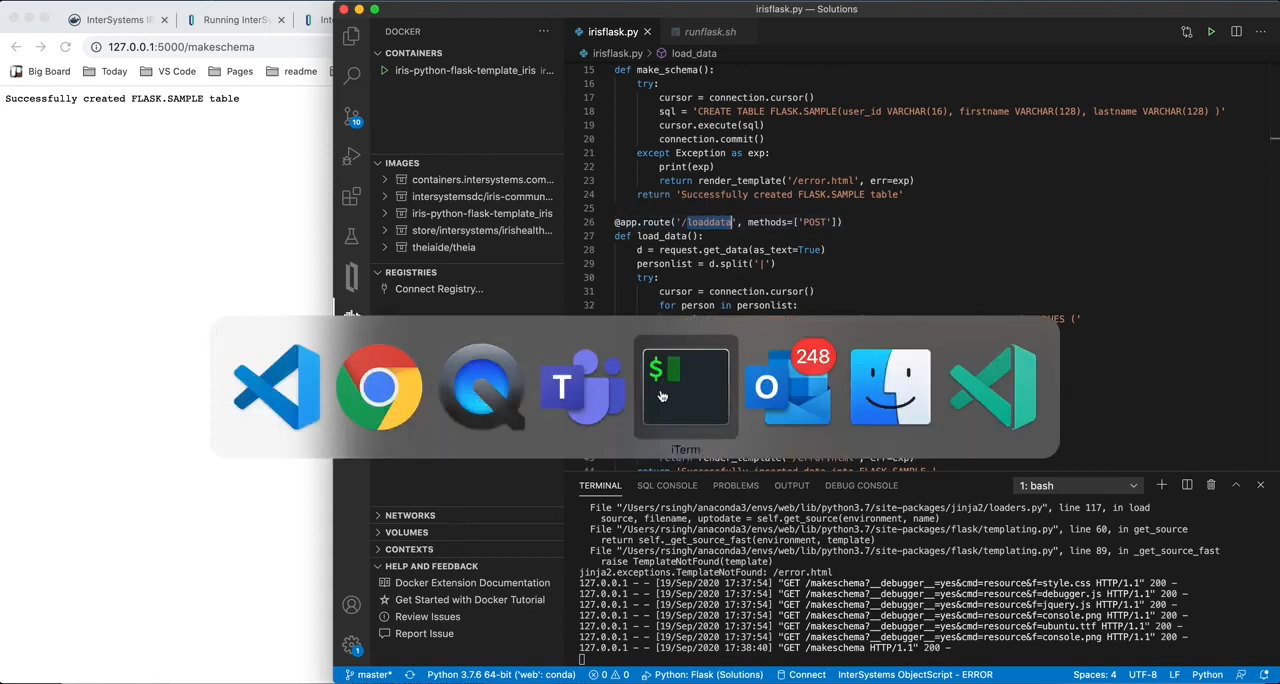 irisflask.py — Solutions
InterSystems IR
Running InterS
Int
127.0.0.1:5000/makeschema
Big Board
Today
VS Code
Pages
readme
Successfully created FLASK.SAMPLE table
DOCKER
CONTAINERS
iris-python-flask-template_iris ir...
IMAGES
containers.intersystems.com...
intersystemsdc/iris-commun...
iris-python-flask-template_iris
store/intersystems/irishealth...
theiaide/theia
REGISTRIES
Connect Registry...
NETWORKS
VOLUMES
CONTEXTS
HELP AND FEEDBACK
Docker Extension Documentation
Get Started with Docker Tutorial
Review Issues
Report Issue
10
1
irisflask.py
runflask.sh
irisflask.py > load_data
15 def make_schema():
16 try:
17 cursor = connection.cursor()
18 sql = 'CREATE TABLE FLASK.SAMPLE(user_id VARCHAR(16), firstname VARCHAR(128), lastname VARCHAR(128) )'
19 cursor.execute(sql)
20 connection.commit()
21 except Exception as exp:
22 print(exp)
23 return render_template('/error.html', err=exp)
24 return 'Successfully created FLASK.SAMPLE table'
25
26 @app.route('/loaddata', methods=['POST'])
27 def load_data():
28 d = request.get_data(as_text=True)
29 personlist = d.split('|')
30 try:
31 cursor = connection.cursor()
32 for person in personlist:
$
T
O
248
iTerm
TERMINAL
SQL CONSOLE
PROBLEMS
OUTPUT
DEBUG CONSOLE
1: bash
File "/Users/rsingh/anaconda3/envs/web/lib/python3.7/site-packages/jinja2/loaders.py", line 117, in load
source, filename, uptodate = self.get_source(environment, name)
File "/Users/rsingh/anaconda3/envs/web/lib/python3.7/site-packages/flask/templating.py", line 60, in get_source
return self._get_source_fast(environment, template)
File "/Users/rsingh/anaconda3/envs/web/lib/python3.7/site-packages/flask/templating.py", line 89, in _get_source_fast
raise TemplateNotFound(template)
jinja2.exceptions.TemplateNotFound: /error.html
127.0.0.1 - - [19/Sep/2020 17:37:54] "GET /makeschema?__debugger__=yes&cmd=resource&f=style.css HTTP/1.1" 200 -
127.0.0.1 - - [19/Sep/2020 17:37:54] "GET /makeschema?__debugger__=yes&cmd=resource&f=debugger.js HTTP/1.1" 200 -
127.0.0.1 - - [19/Sep/2020 17:37:54] "GET /makeschema?__debugger__=yes&cmd=resource&f=jquery.js HTTP/1.1" 200 -
127.0.0.1 - - [19/Sep/2020 17:37:54] "GET /makeschema?__debugger__=yes&cmd=resource&f=console.png HTTP/1.1" 200 -
127.0.0.1 - - [19/Sep/2020 17:37:54] "GET /makeschema?__debugger__=yes&cmd=resource&f=ubuntu.ttf HTTP/1.1" 200 -
127.0.0.1 - - [19/Sep/2020 17:37:54] "GET /makeschema?__debugger__=yes&cmd=resource&f=console.png HTTP/1.1" 200 -
127.0.0.1 - - [19/Sep/2020 17:38:40] "GET /makeschema HTTP/1.1" 200 -
master*
Python 3.7.6 64-bit ('web': conda)
0
0
Python: Flask (Solutions)
Connect
InterSystems ObjectScript - ERROR
Spaces: 4
UTF-8
LF
Python